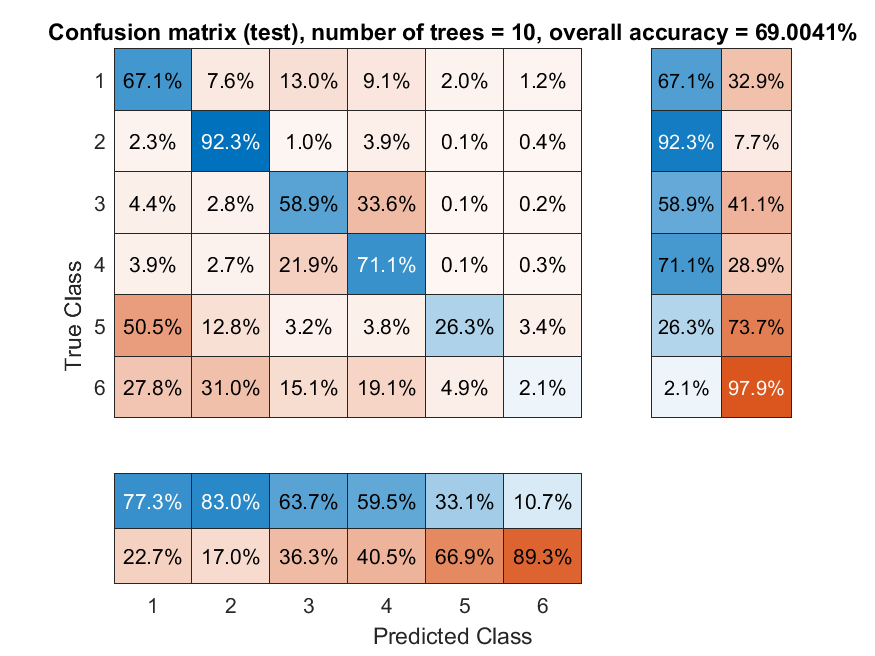 Confusion matrix (test), number of trees = 10, overall accuracy = 69.0041%
1 67.1% 7.6% 13.0% 9.1% 2.0% 1.2% 67.1% 32.9%
2 2.3% 92.3% 1.0% 3.9% 0.1% 0.4% 92.3% 7.7%
3 4.4% 2.8% 58.9% 33.6% 0.1% 0.2% 58.9% 41.1%
4 3.9% 2.7% 21.9% 71.1% 0.1% 0.3% 71.1% 28.9%
5 50.5% 12.8% 3.2% 3.8% 26.3% 3.4% 26.3% 73.7%
6 27.8% 31.0% 15.1% 19.1% 4.9% 2.1% 2.1% 97.9%
True Class
77.3% 83.0% 63.7% 59.5% 33.1% 10.7%
22.7% 17.0% 36.3% 40.5% 66.9% 89.3%
1 2 3 4 5 6
Predicted Class